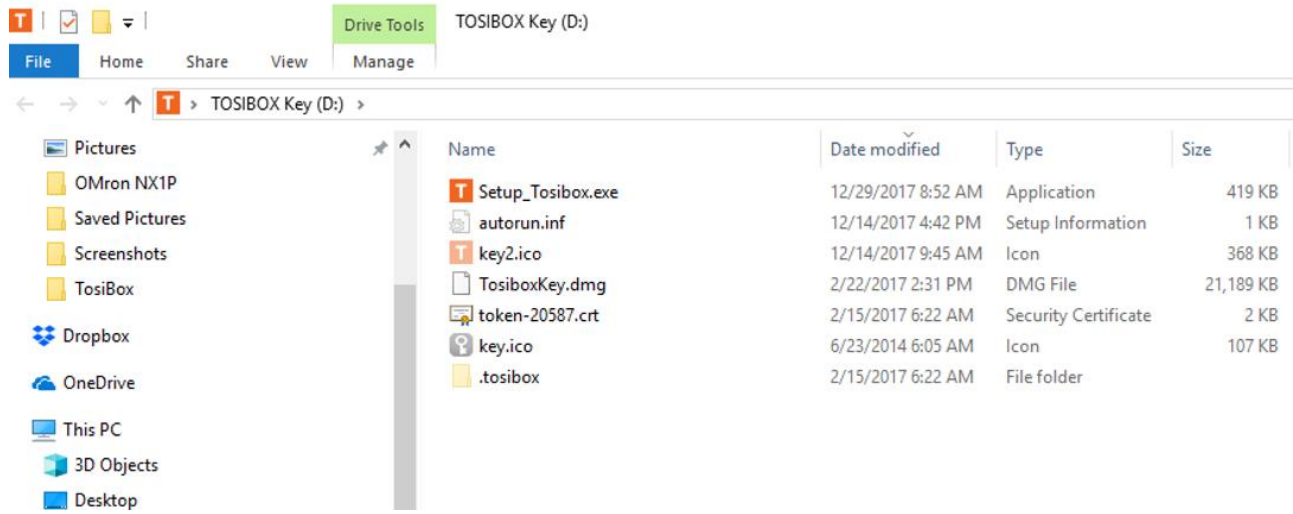 T
Drive Tools TOSIBOX Key (D:)
File Home Share View Manage
T > TOSIBOX Key (D:) >
Pictures
OMron NX1P
Saved Pictures
Screenshots
TosiBox
Dropbox
OneDrive
This PC
3D Objects
Desktop
Name Date modified Type Size
T Setup_Tosibox.exe 12/29/2017 8:52 AM Application 419 KB
autorun.inf 12/14/2017 4:42 PM Setup Information 1 KB
T key2.ico 12/14/2017 9:45 AM Icon 368 KB
TosiboxKey.dmg 2/22/2017 2:31 PM DMG File 21,189 KB
token-20587.crt 2/15/2017 6:22 AM Security Certificate 2 KB
key.ico 6/23/2014 6:05 AM Icon 107 KB
.tosibox 2/15/2017 6:22 AM File folder